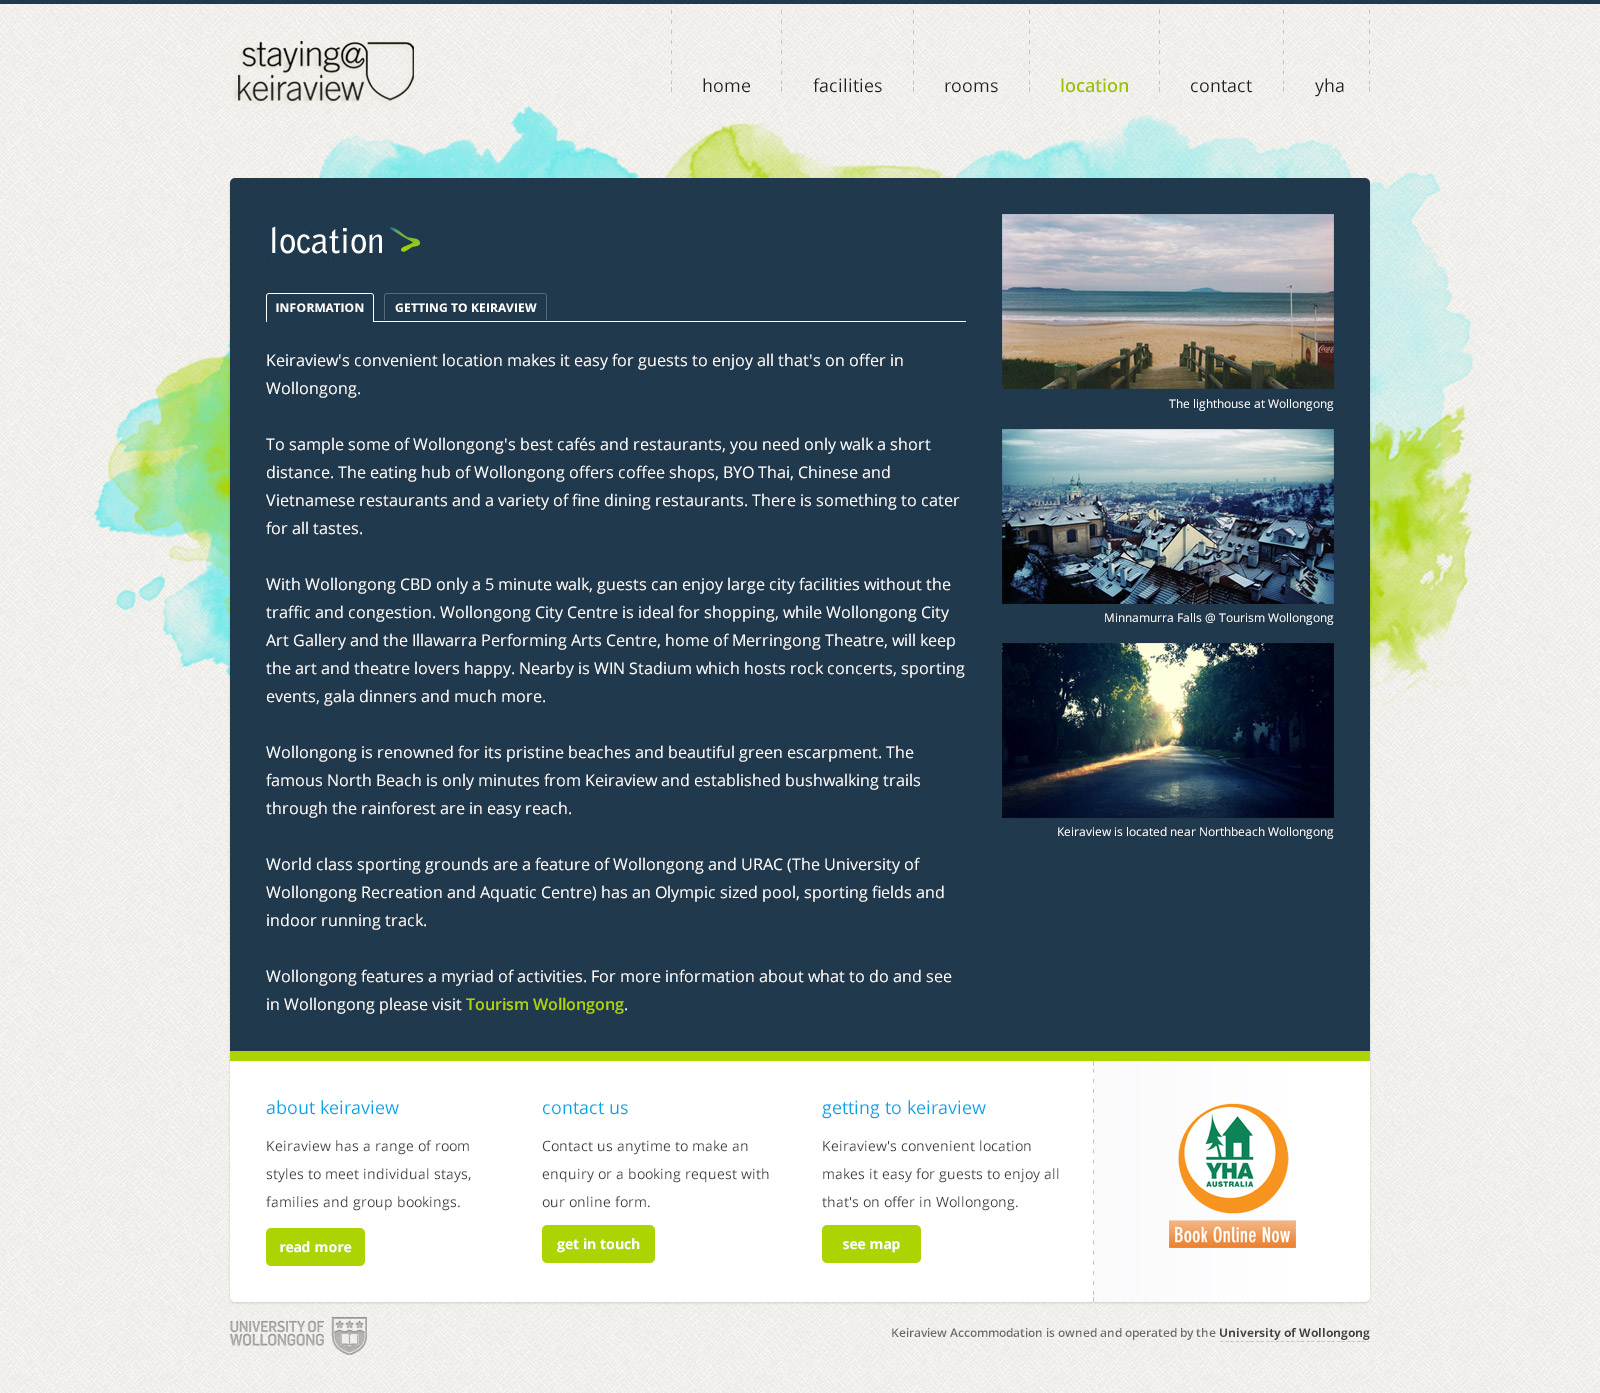 staying@
keiraview
home
facilities
rooms
location
contact
yha
location
INFORMATION
GETTING TO KEIRAVIEW
Keiraview's convenient location makes it easy for guests to enjoy all that's on offer in
Wollongong.
To sample some of Wollongong's best cafés and restaurants, you need only walk a short
distance. The eating hub of Wollongong offers coffee shops, BYO Thai, Chinese and
Vietnamese restaurants and a variety of fine dining restaurants. There is something to cater
for all tastes.
With Wollongong CBD only a 5 minute walk, guests can enjoy large city facilities without the
traffic and congestion. Wollongong City Centre is ideal for shopping, while Wollongong City
Art Gallery and the Illawarra Performing Arts Centre, home of Merringong Theatre, will keep
the art and theatre lovers happy. Nearby is WIN Stadium which hosts rock concerts, sporting
events, gala dinners and much more.
Wollongong is renowned for its pristine beaches and beautiful green escarpment. The
famous North Beach is only minutes from Keiraview and established bushwalking trails
through the rainforest are in easy reach.
World class sporting grounds are a feature of Wollongong and URAC (The University of
Wollongong Recreation and Aquatic Centre) has an Olympic sized pool, sporting fields and
indoor running track.
Wollongong features a myriad of activities. For more information about what to do and see
in Wollongong please visit Tourism Wollongong.
The lighthouse at Wollongong
Minnamurra Falls @ Tourism Wollongong
Keiraview is located near Northbeach Wollongong
about keiraview
Keiraview has a range of room
styles to meet individual stays,
families and group bookings.
read more
contact us
Contact us anytime to make an
enquiry or a booking request with
our online form.
get in touch
getting to keiraview
Keiraview's convenient location
makes it easy for guests to enjoy all
that's on offer in Wollongong.
see map
YHA
AUSTRALIA
Book Online Now
UNIVERSITY OF
WOLLONGONG
Keiraview Accommodation is owned and operated by the University of Wollongong